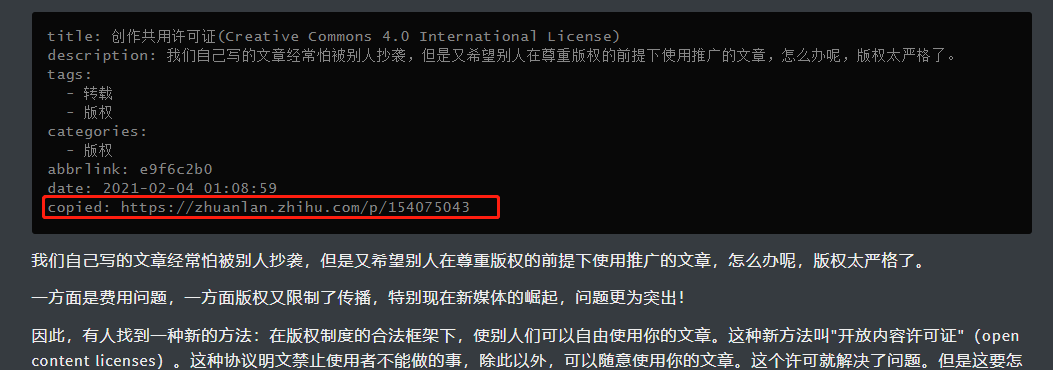 title: 创作共用许可证(Creative Commons 4.0 International License)
description: 我们自己写的文章经常怕被别人抄袭，但是又希望别人在尊重版权的前提下使用推广的文章，怎么办呢，版权太严格了。
tags:
- 转载
- 版权
categories:
- 版权
abbrlink: e9f6c2b0
date: 2021-02-04 01:08:59
copied: https://zhuanlan.zhihu.com/p/154075043
我们自己写的文章经常怕被别人抄袭，但是又希望别人在尊重版权的前提下使用推广的文章，怎么办呢，版权太严格了。
一方面是费用问题，一方面版权又限制了传播，特别现在新媒体的崛起，问题更为突出！
因此，有人找到一种新的方法：在版权制度的合法框架下，使别人们可以自由使用你的文章。这种新方法叫"开放内容许可证"（open
content licenses）。这种协议明文禁止使用者不能做的事，除此以外，可以随意使用你的文章。这个许可就解决了问题。但是这要怎